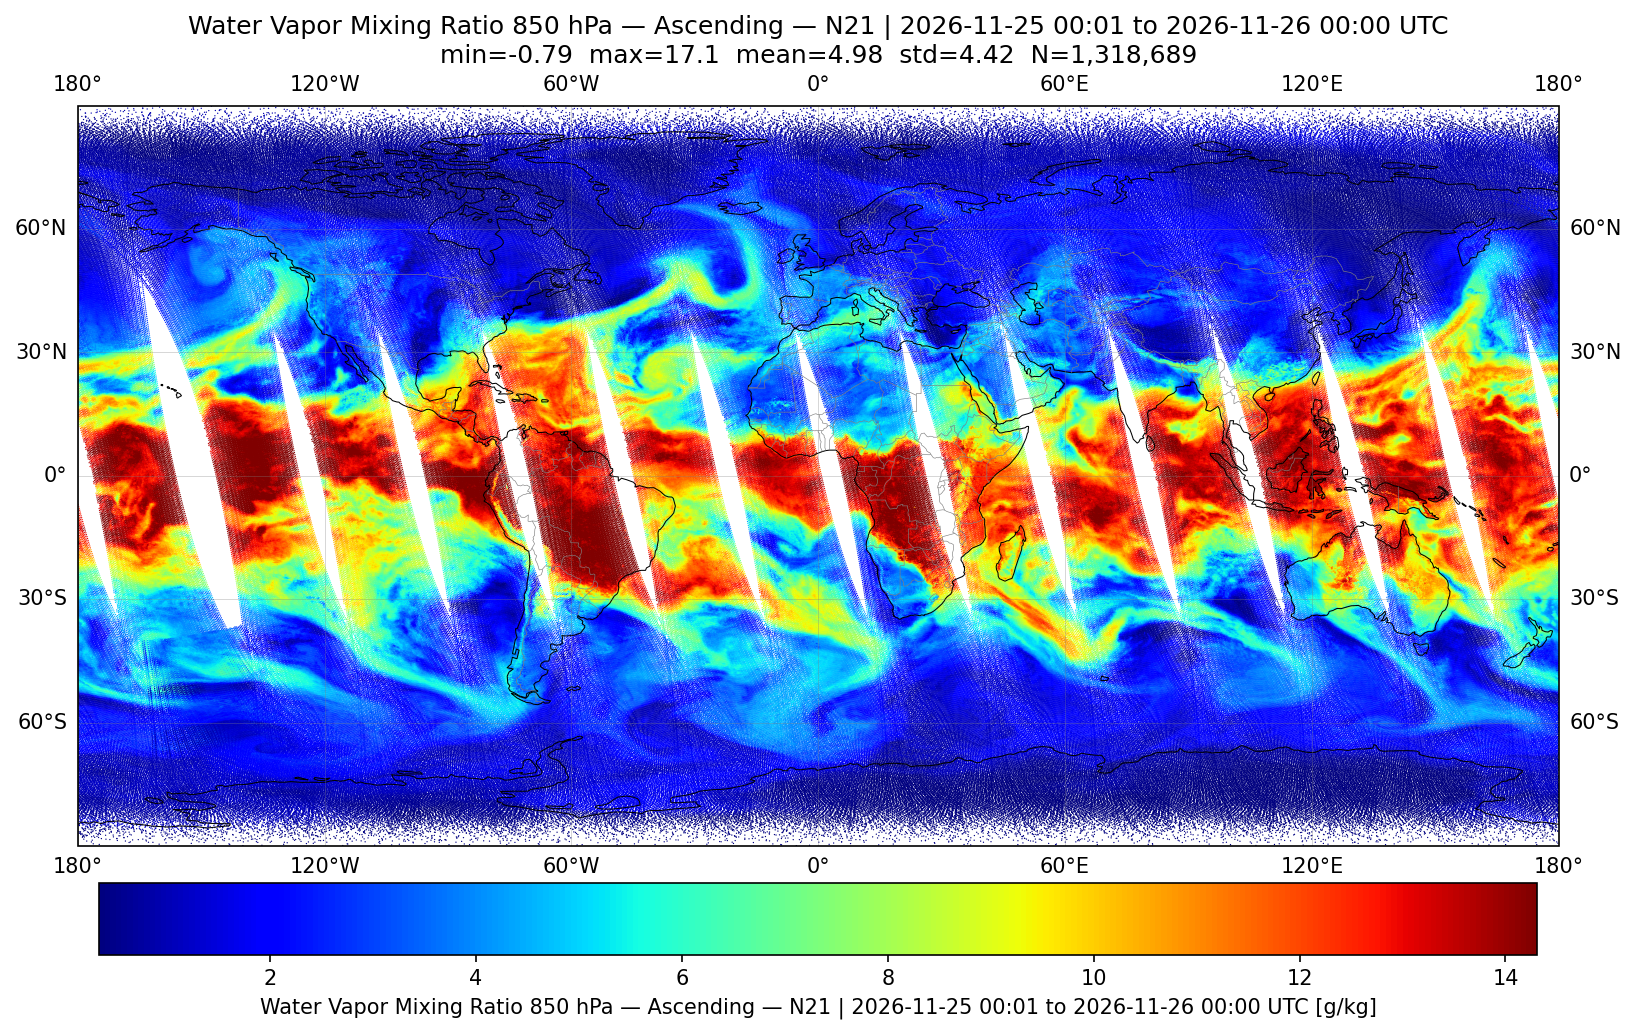 Water Vapor Mixing Ratio 850 hPa — Ascending — N21 | 2026-11-25 00:01 to 2026-11-26 00:00 UTC
min=-0.79  max=17.1  mean=4.98  std=4.42  N=1,318,689
180° 120°W 60°W 0° 60°E 120°E 180°
60°N 60°N
30°N 30°N
0° 0°
30°S 30°S
60°S 60°S
180° 120°W 60°W 0° 60°E 120°E 180°
2 4 6 8 10 12 14
Water Vapor Mixing Ratio 850 hPa — Ascending — N21 | 2026-11-25 00:01 to 2026-11-26 00:00 UTC [g/kg]